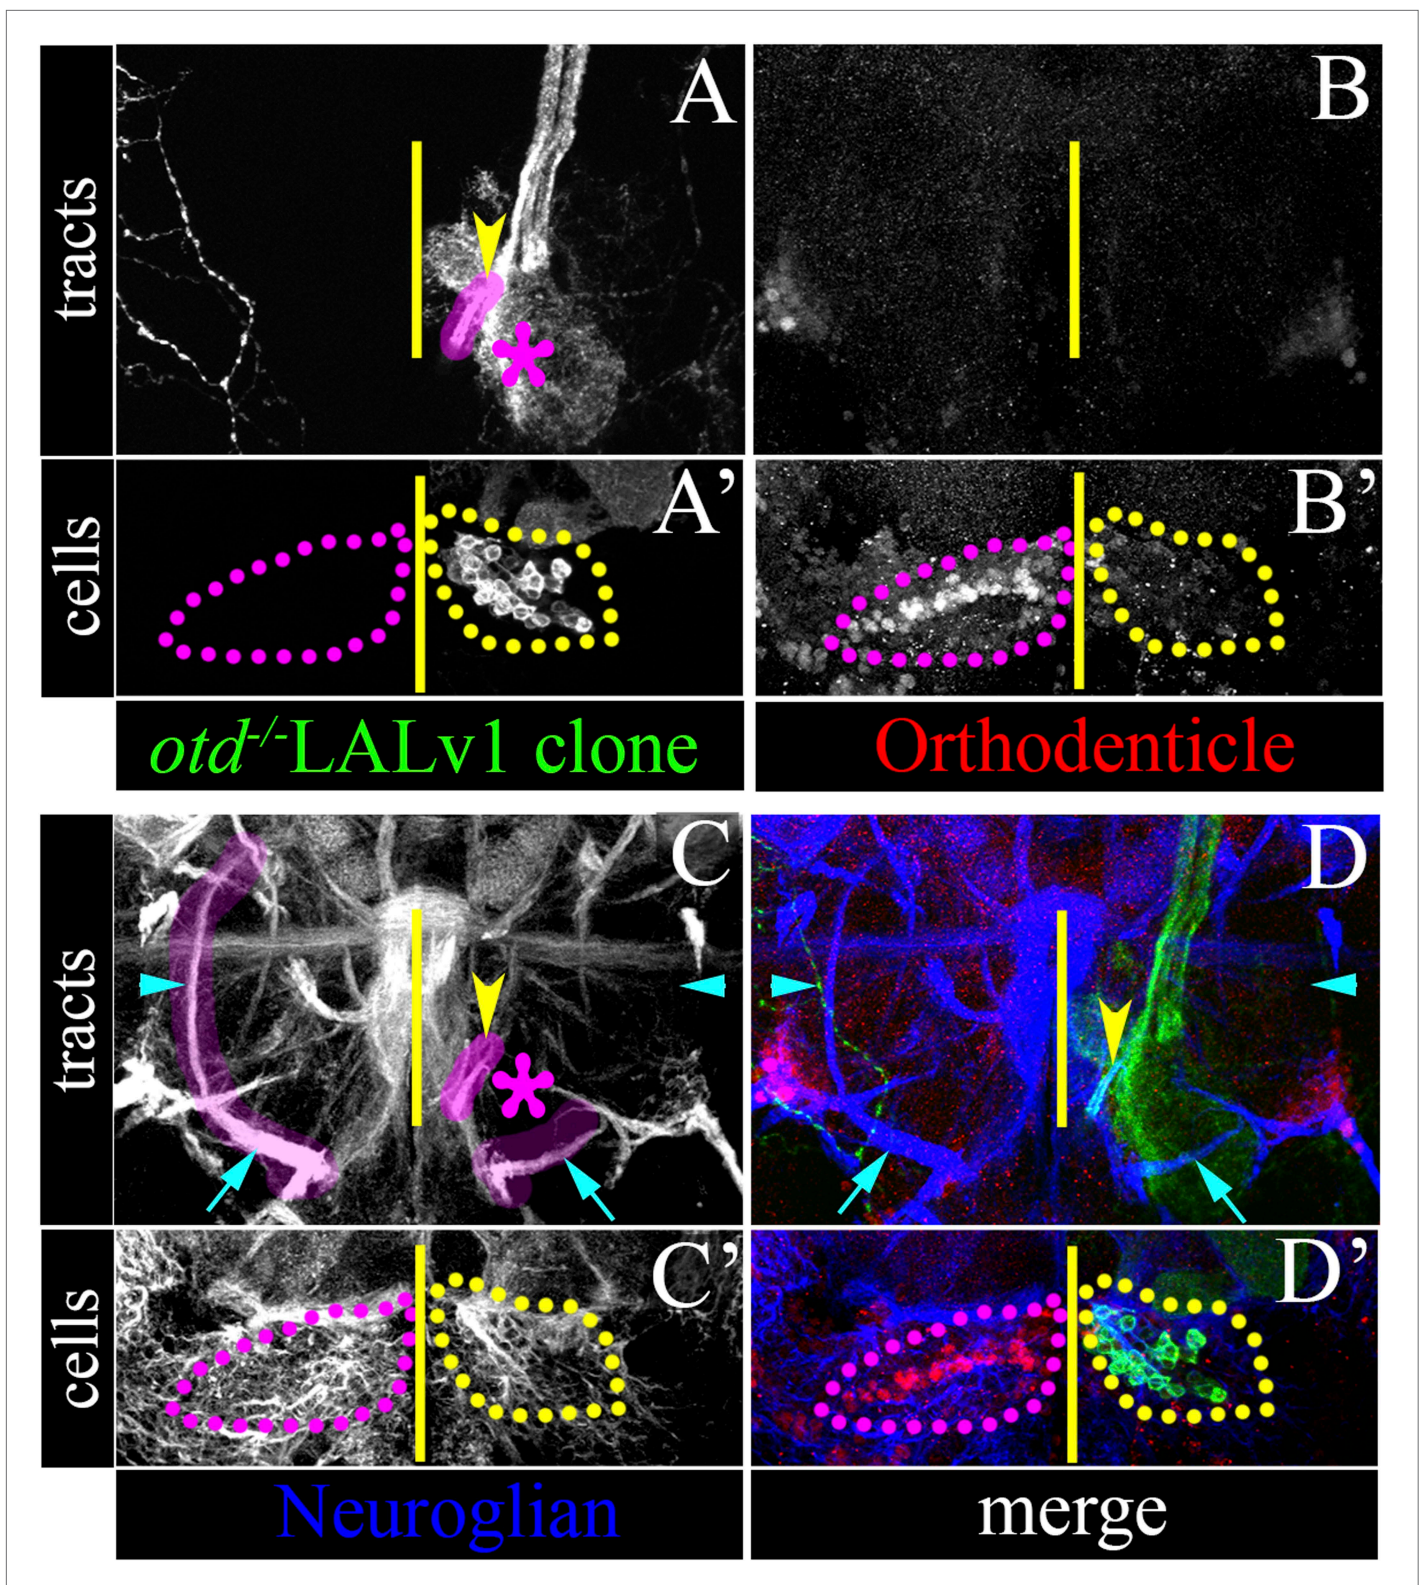 tracts
A
B
cells
A’
B’
otd-/-LALv1 clone
Orthodenticle
tracts
C
D
cells
C’
D’
Neuroglian
merge